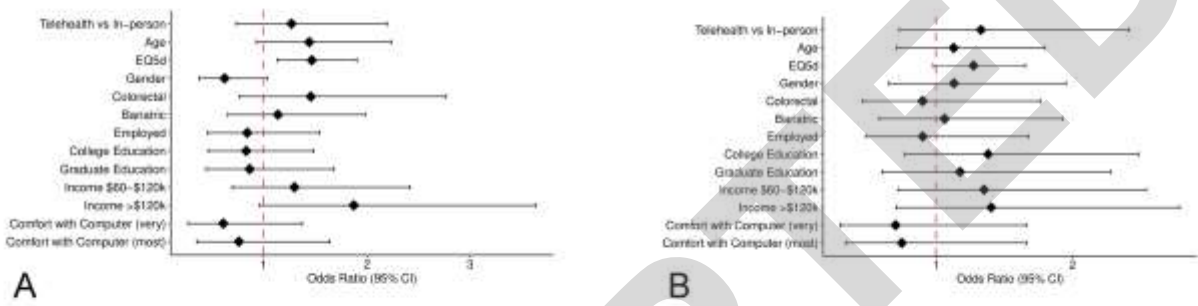 Telehealth vs In-person
Age
EQ5d
Gender
Colorectal
Bariatric
Employed
College Education
Graduate Education
Income $60-$120k
Income >$120k
Comfort with Computer (very)
Comfort with Computer (most)
1 2 3
Odds Ratio (95% CI)
A
Telehealth vs In-person
Age
EQ5d
Gender
Colorectal
Bariatric
Employed
College Education
Graduate Education
Income $60-$120k
Income >$120k
Comfort with Computer (very)
Comfort with Computer (most)
1 2
Odds Ratio (95% CI)
B
PTED